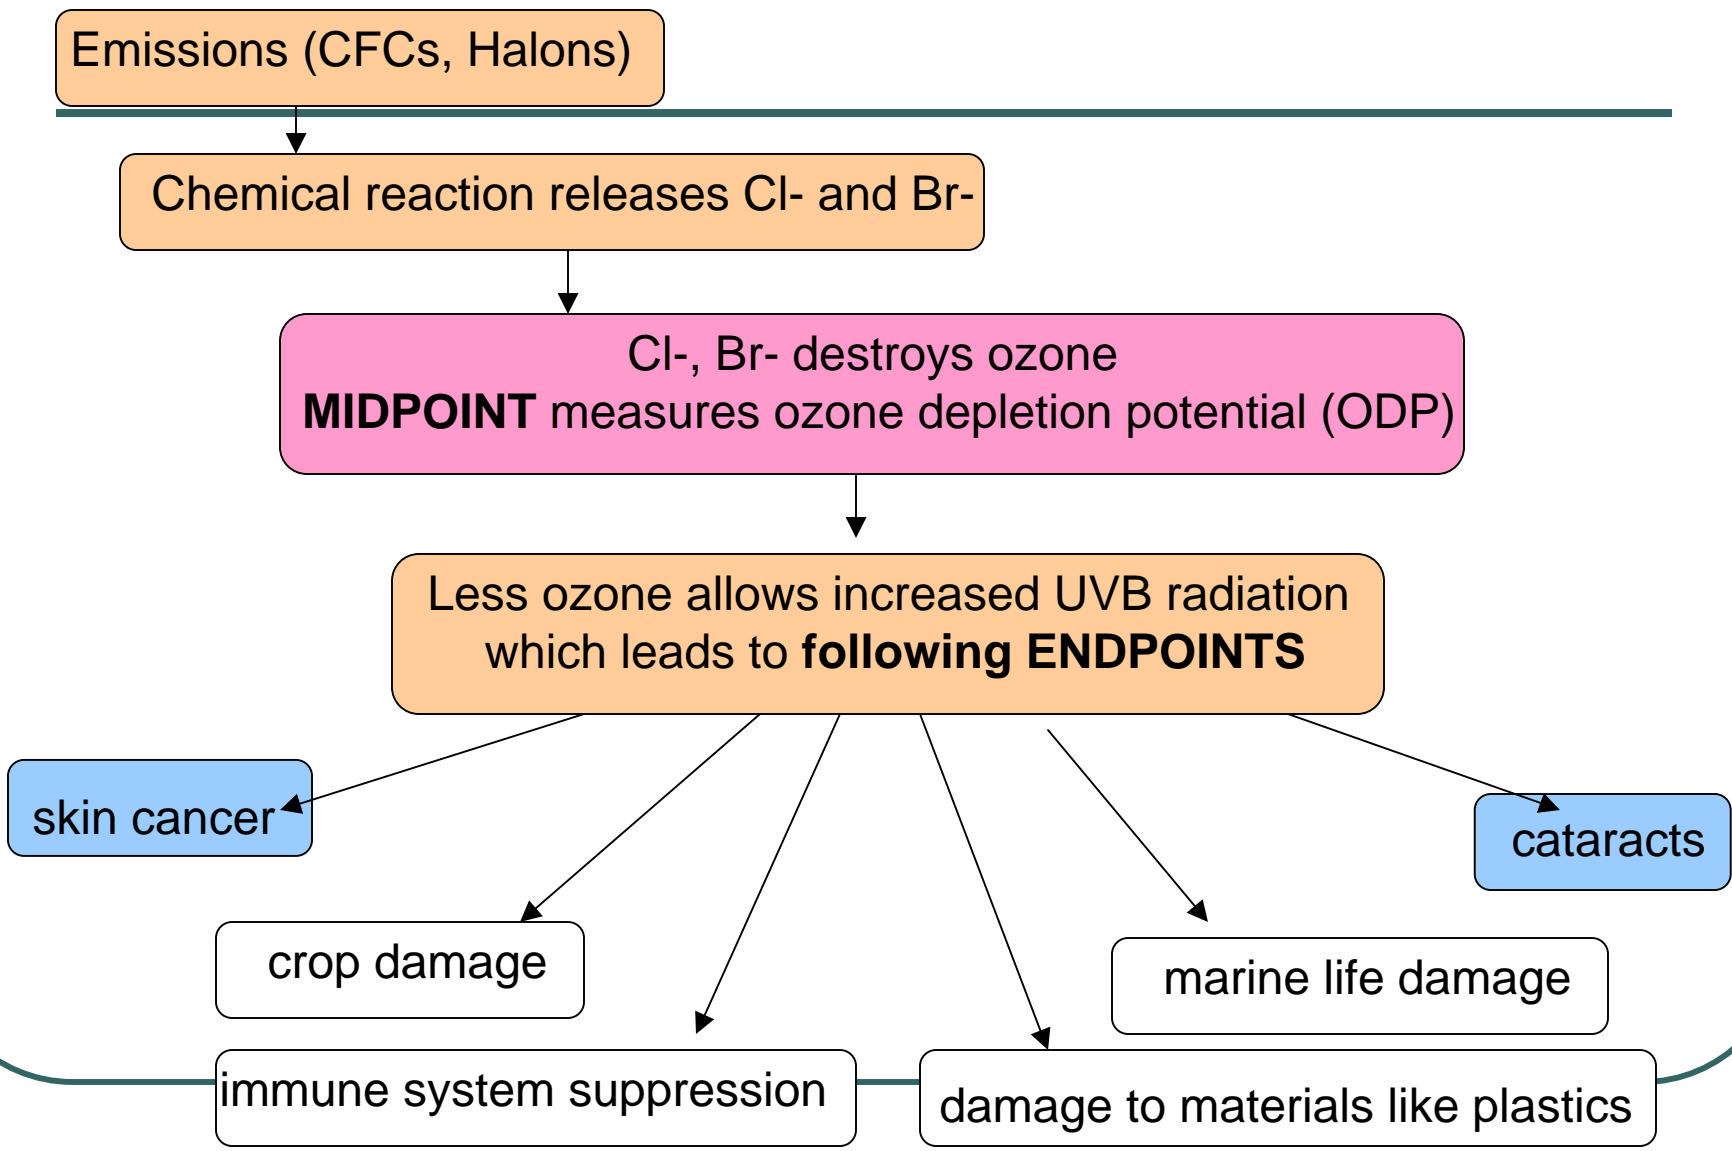 Emissions (CFCs, Halons)
Chemical reaction releases Cl- and Br-
Cl-, Br- destroys ozone
MIDPOINT measures ozone depletion potential (ODP)
Less ozone allows increased UVB radiation
which leads to following ENDPOINTS
skin cancer
cataracts
crop damage
marine life damage
immune system suppression
damage to materials like plastics